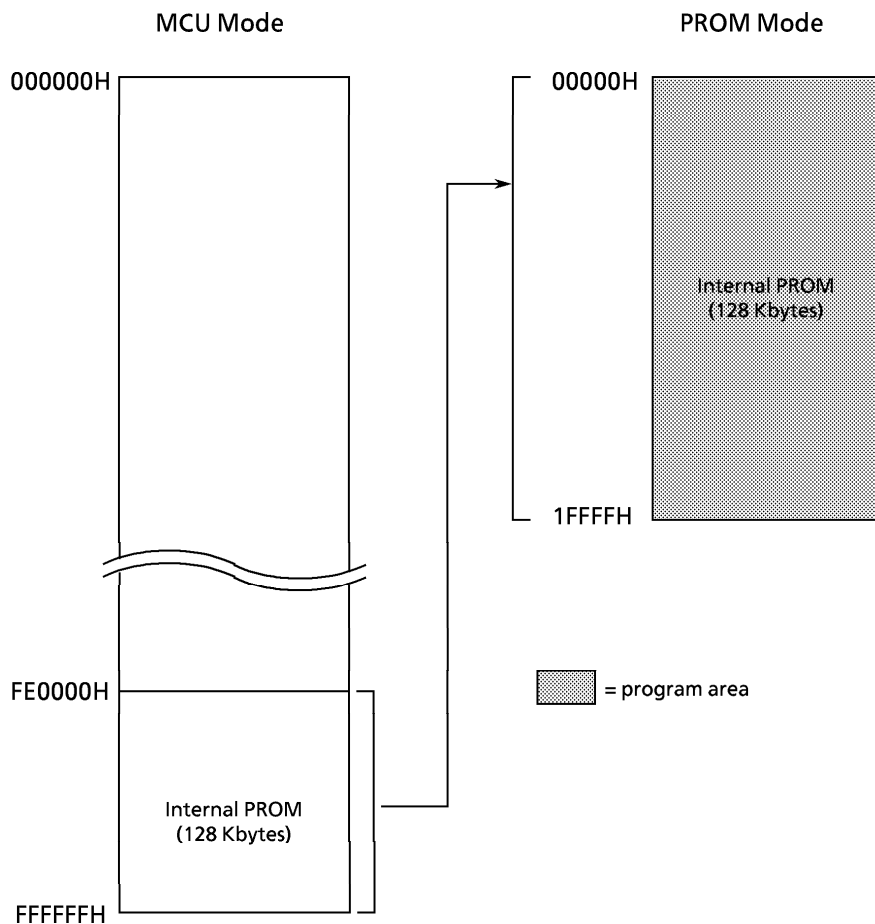 MCU Mode
PROM Mode
000000H
00000H
Internal PROM
(128 Kbytes)
1FFFFH
FE0000H
= program area
Internal PROM
(128 Kbytes)
FFFFFFH